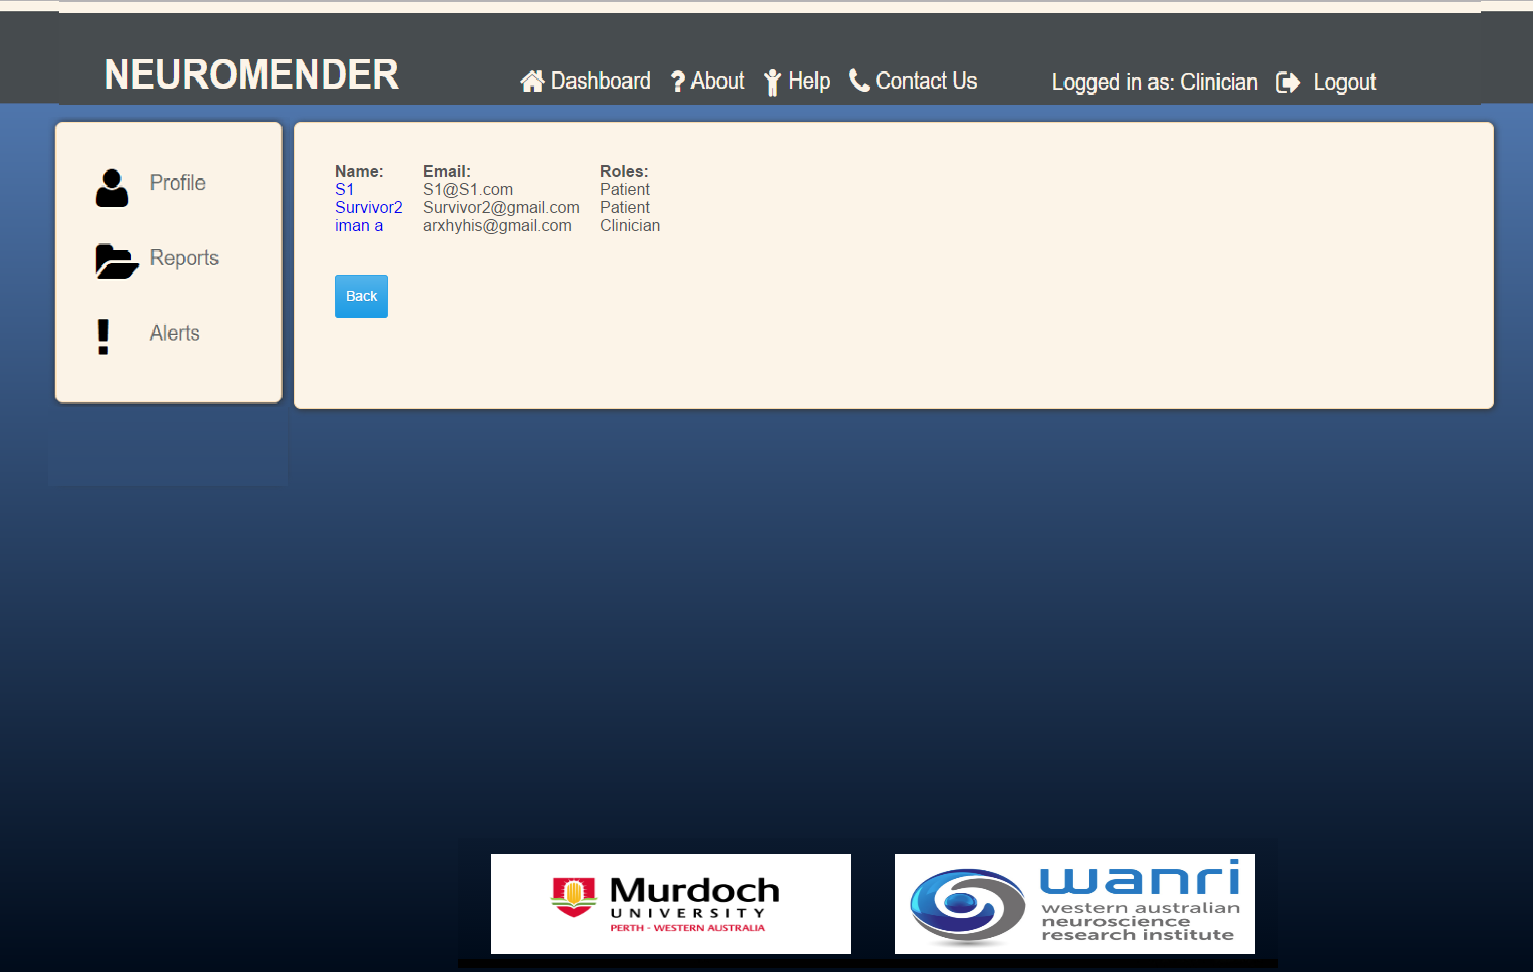 NEUROMENDER
Dashboard About Help Contact Us Logged in as: Clinician Logout
Profile
Reports
Alerts
Name: Email: Roles:
S1 S1@S1.com Patient
Survivor2 Survivor2@gmail.com Patient
iman a arxhyhis@gmail.com Clinician
Back
Murdoch
UNIVERSITY
PERTH - WESTERN AUSTRALIA
wanri
western australian
neuroscience
research institute